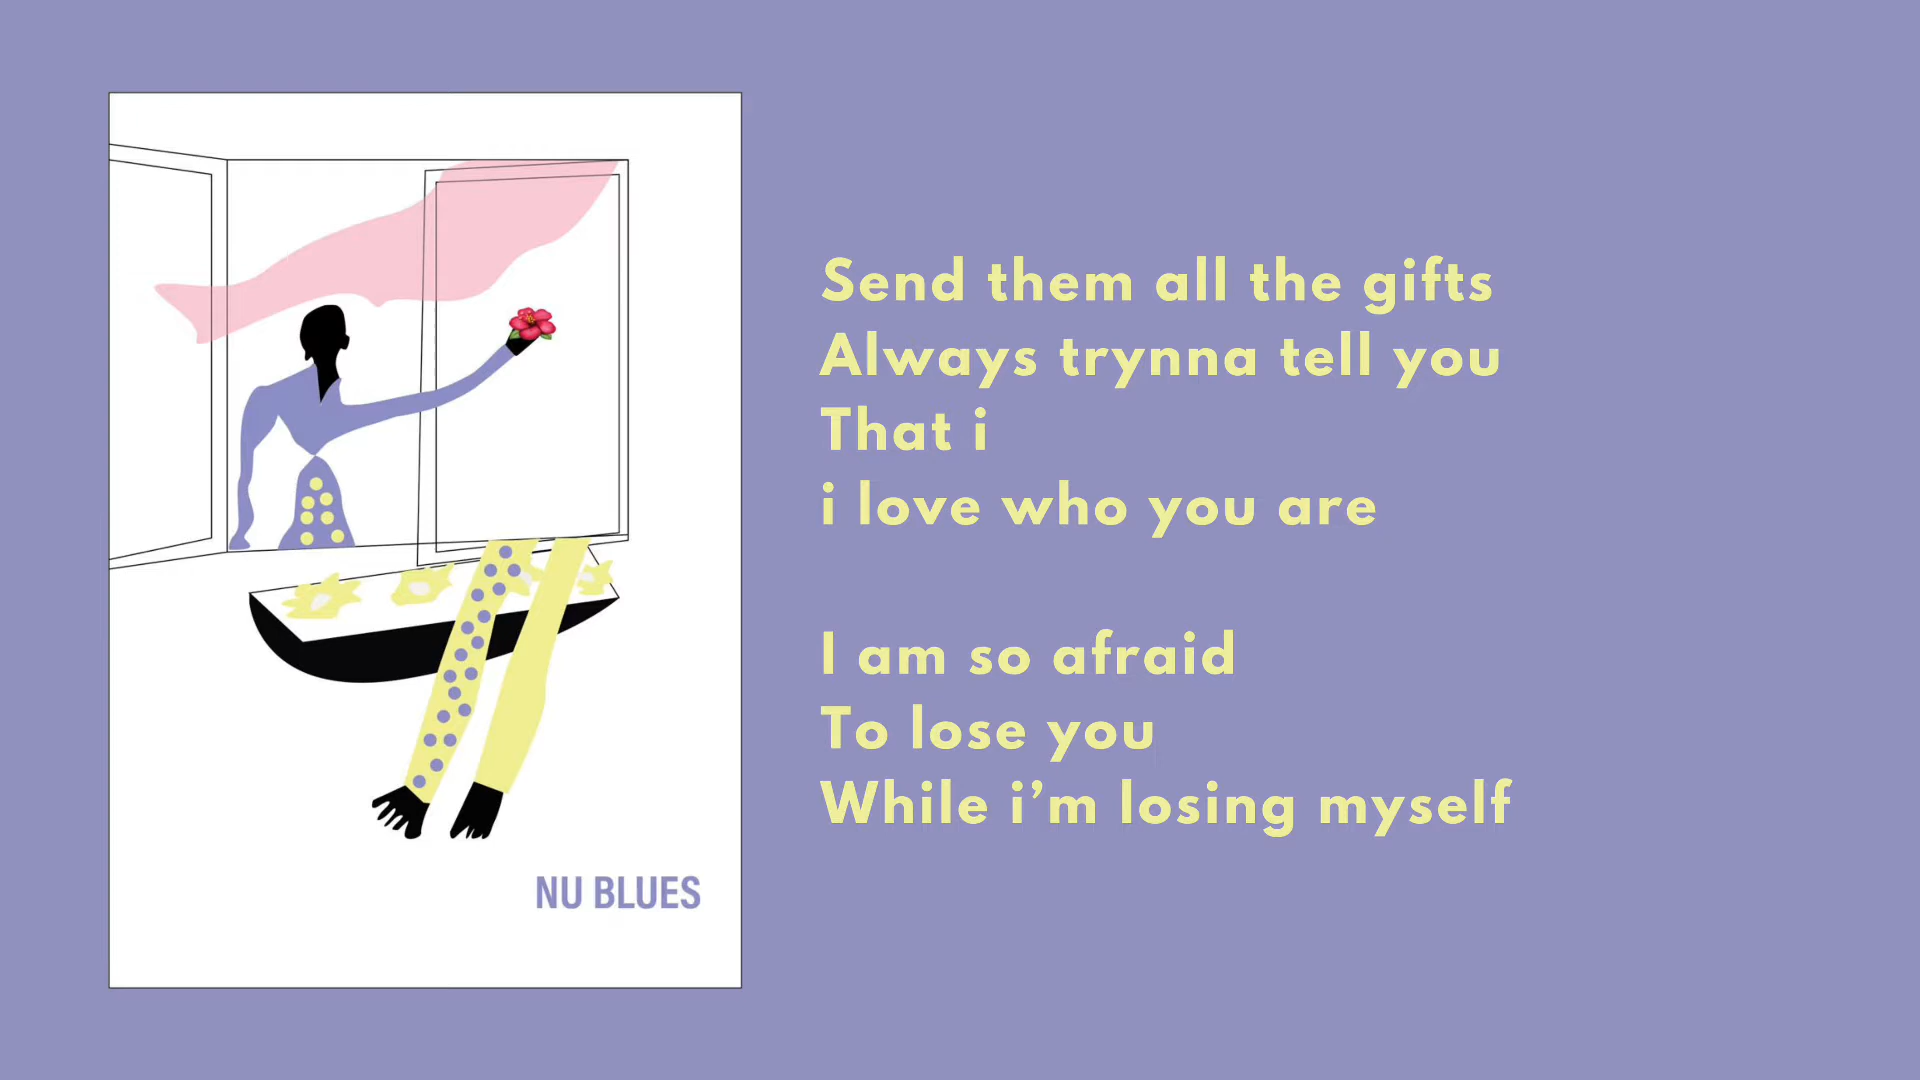 NU BLUES
Send them all the gifts
Always trynna tell you
That i
i love who you are
I am so afraid
To lose you
While i’m losing myself